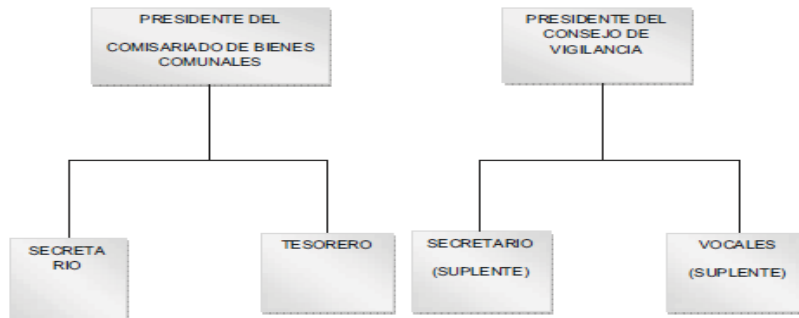 PRESIDENTE DEL
COMISARIADO DE BIENES
COMUNALES
PRESIDENTE DEL
CONSEJO DE
VIGILANCIA
SECRETA
RIO
TESORERO
SECRETARIO
(SUPLENTE)
VOCALES
(SUPLENTE)